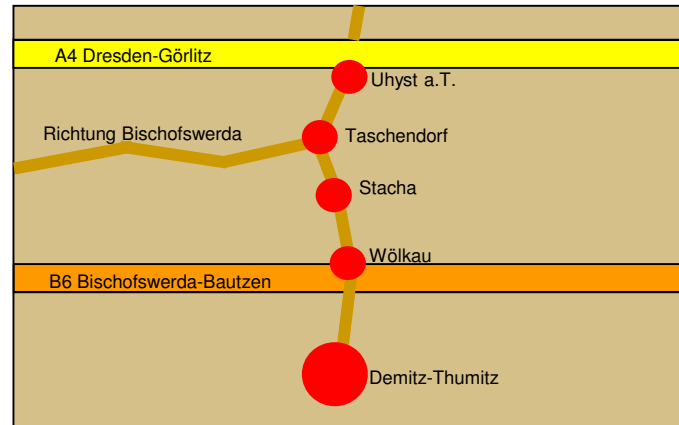 A4 Dresden-Görlitz
Uhyst a.T.
Richtung Bischofswerda
Taschendorf
Stacha
Wölkau
B6 Bischofswerda-Bautzen
Demitz-Thumitz